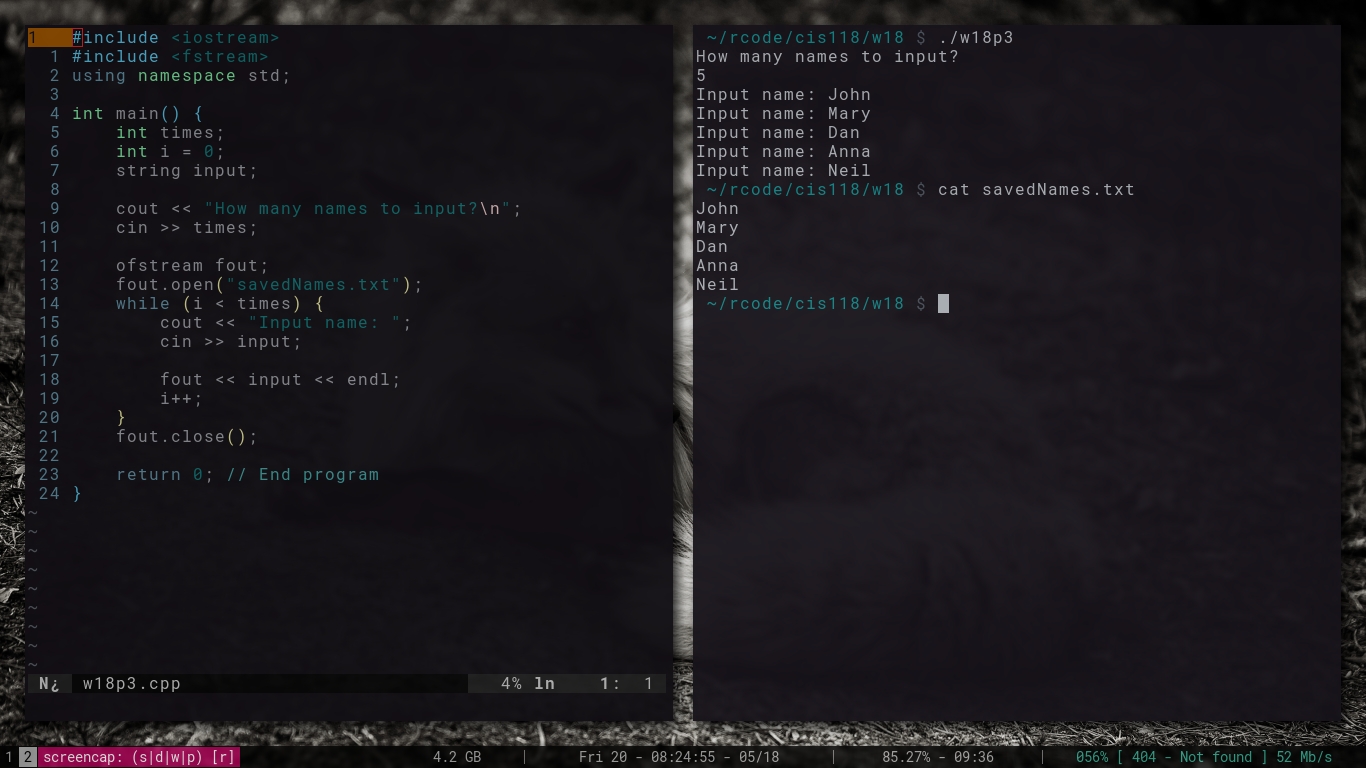 1 #include <iostream>
1 #include <fstream>
2 using namespace std;
3
4 int main() {
5     int times;
6     int i = 0;
7     string input;
8
9     cout << "How many names to input?\n";
10     cin >> times;
11
12     ofstream fout;
13     fout.open("savedNames.txt");
14     while (i < times) {
15         cout << "Input name: ";
16         cin >> input;
17
18         fout << input << endl;
19         i++;
20     }
21     fout.close();
22
23     return 0; // End program
24 }
~
~
~
~
~
~
~
~
~
N¿ w18p3.cpp 4% ln 1: 1
~/rcode/cis118/w18 $ ./w18p3
How many names to input?
5
Input name: John
Input name: Mary
Input name: Dan
Input name: Anna
Input name: Neil
~/rcode/cis118/w18 $ cat savedNames.txt
John
Mary
Dan
Anna
Neil
~/rcode/cis118/w18 $
1 2 screencap: (s|d|w|p) [r] 4.2 GB | Fri 20 - 08:24:55 - 05/18 | 85.27% - 09:36 | 056% [ 404 - Not found ] 52 Mb/s